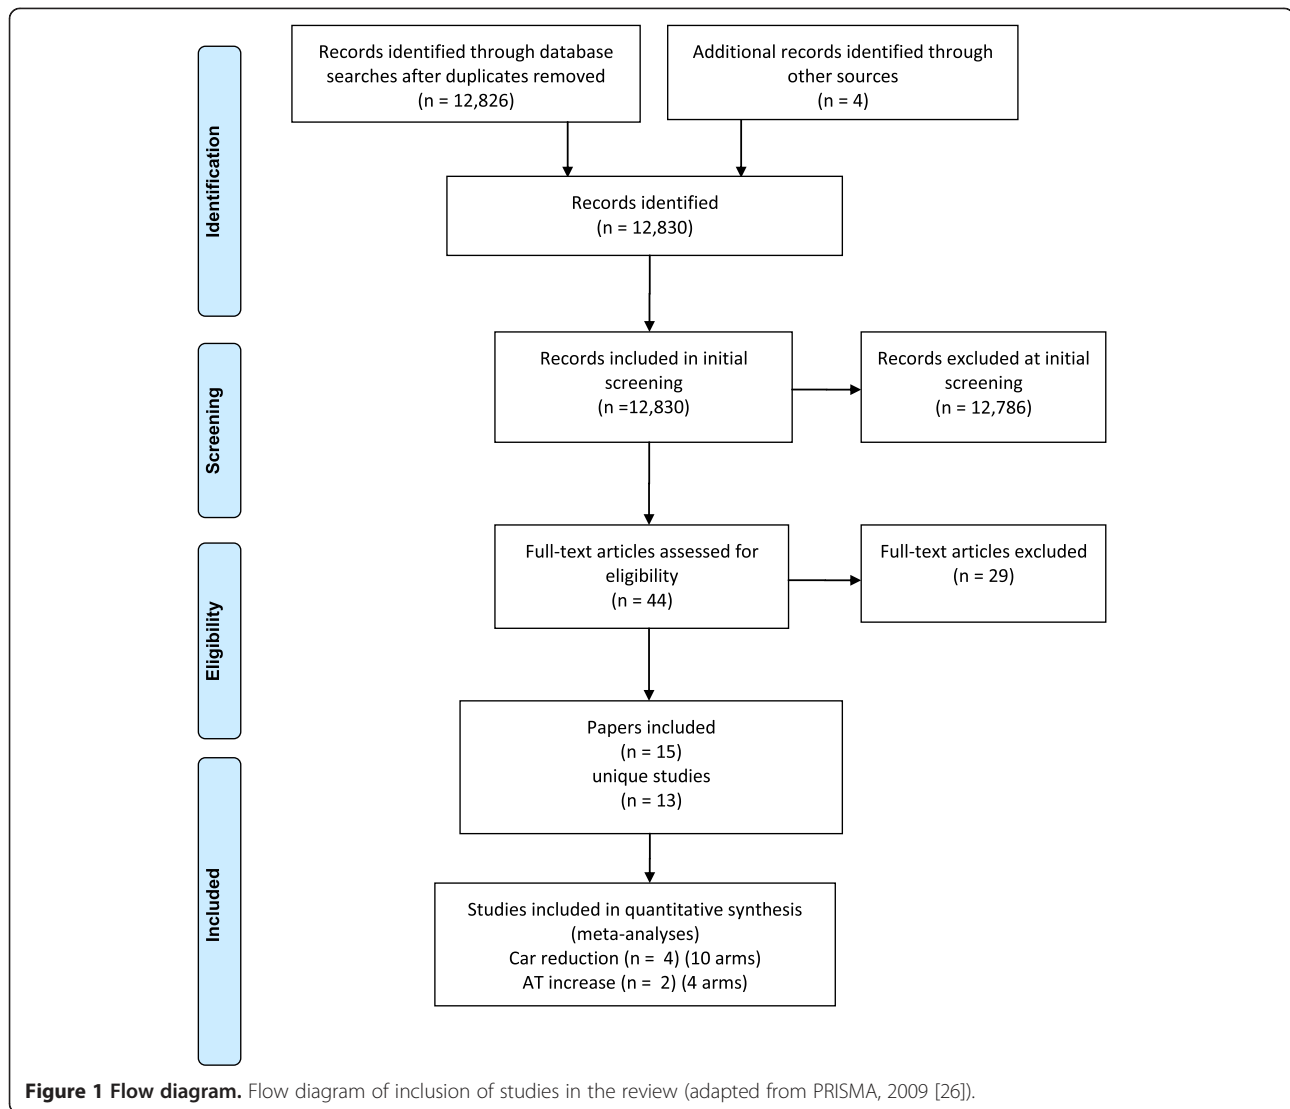 Identification
Records identified through database
searches after duplicates removed
(n = 12,826)
Additional records identified through
other sources
(n = 4)
Records identified
(n = 12,830)
Screening
Records included in initial
screening
(n =12,830)
Records excluded at initial
screening
(n = 12,786)
Eligibility
Full-text articles assessed for
eligibility
(n = 44)
Full-text articles excluded
(n = 29)
Papers included
(n = 15)
unique studies
(n = 13)
Included
Studies included in quantitative synthesis
(meta-analyses)
Car reduction (n = 4) (10 arms)
AT increase (n = 2) (4 arms)
Figure 1 Flow diagram. Flow diagram of inclusion of studies in the review (adapted from PRISMA, 2009 [26]).